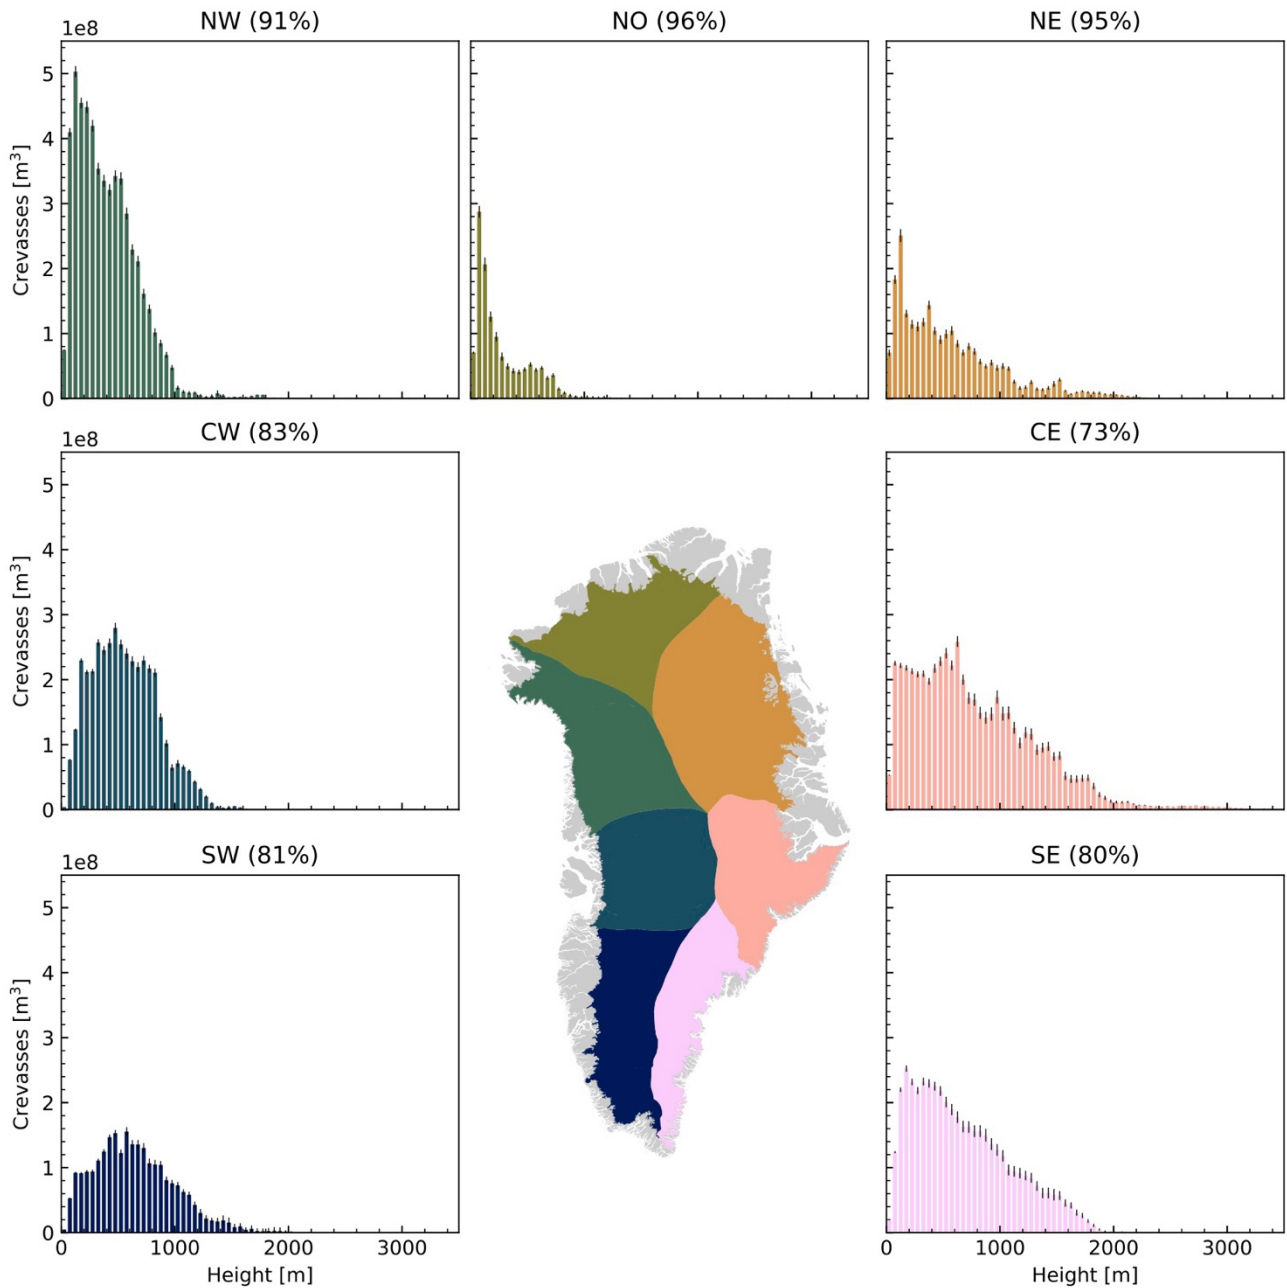 1e8
NW (91%)
NO (96%)
NE (95%)
Crevasses [m³]
5
4
3
2
1
0
1e8
CW (83%)
CE (73%)
Crevasses [m³]
5
4
3
2
1
0
1e8
SW (81%)
SE (80%)
Crevasses [m³]
5
4
3
2
1
0
0 1000 2000 3000
0 1000 2000 3000
Height [m]
Height [m]